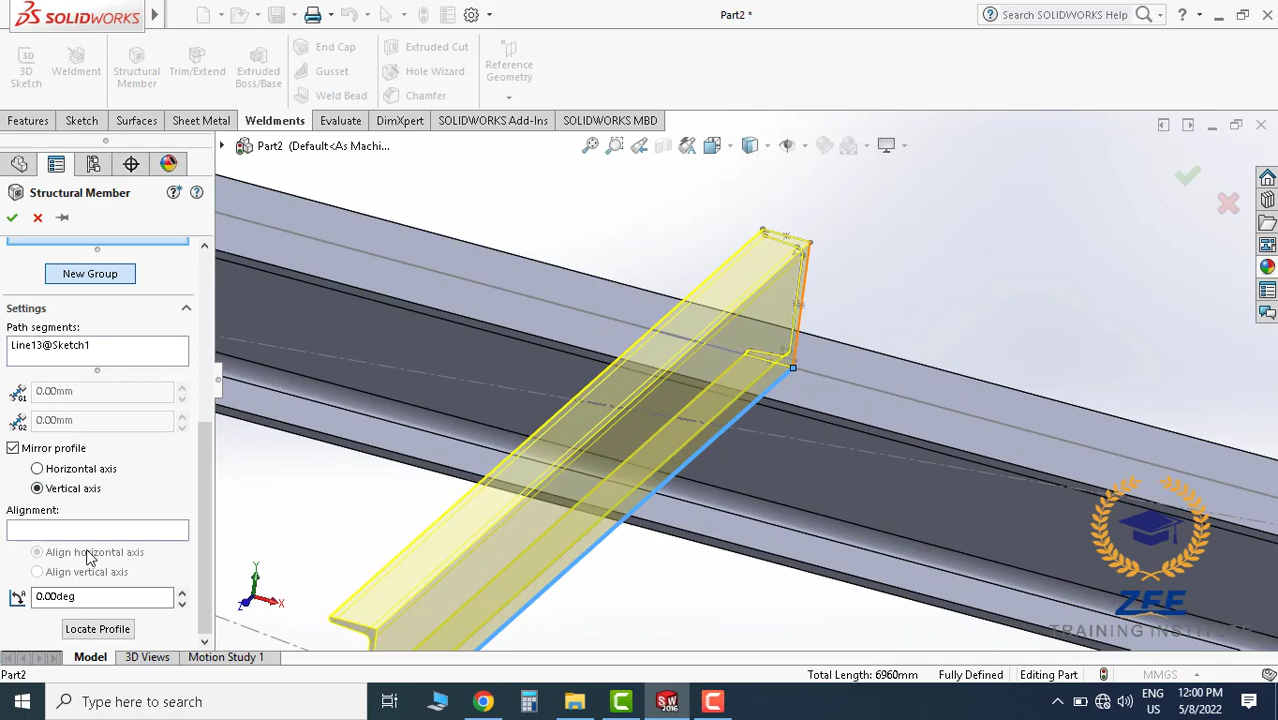 SOLIDWORKS
Part2 *
Search SOLIDWORKS
3D Sketch
Weldment
Structural Member
Trim/Extend
Extruded Boss/Base
End Cap
Gusset
Weld Bead
Extruded Cut
Hole Wizard
Chamfer
Reference Geometry
Features Sketch Surfaces Sheet Metal Weldments Evaluate DimXpert SOLIDWORKS Add-Ins SOLIDWORKS MBD
Part2 (Default<As Machi...
Structural Member
New Group
Settings
Path segments:
Line13@Sketch1
0.00mm
0.00mm
Mirror profile
Horizontal axis
Vertical axis
Alignment:
Align horizontal axis
Align vertical axis
0.00deg
Locate Profile
Y
Z X
ZFE
TRAINING INSTITUTE
Model 3D Views Motion Study 1
Part2 Total Length: 6960mm Fully Defined Editing Part MMGS
Type here to search
SW
2016
ENG
US
12:00 PM
5/8/2022